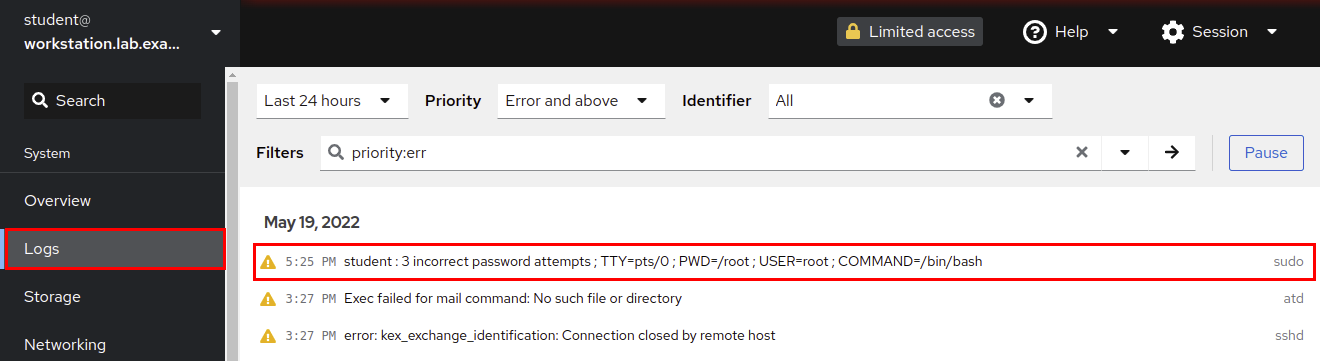 student@
workstation.lab.exa...
Limited access
Help
Session
Search
System
Overview
Logs
Storage
Networking
Last 24 hours
Priority
Error and above
Identifier
All
Filters
priority:err
Pause
May 19, 2022
5:25 PM student : 3 incorrect password attempts ; TTY=pts/0 ; PWD=/root ; USER=root ; COMMAND=/bin/bash sudo
3:27 PM Exec failed for mail command: No such file or directory atd
3:27 PM error: kex_exchange_identification: Connection closed by remote host sshd